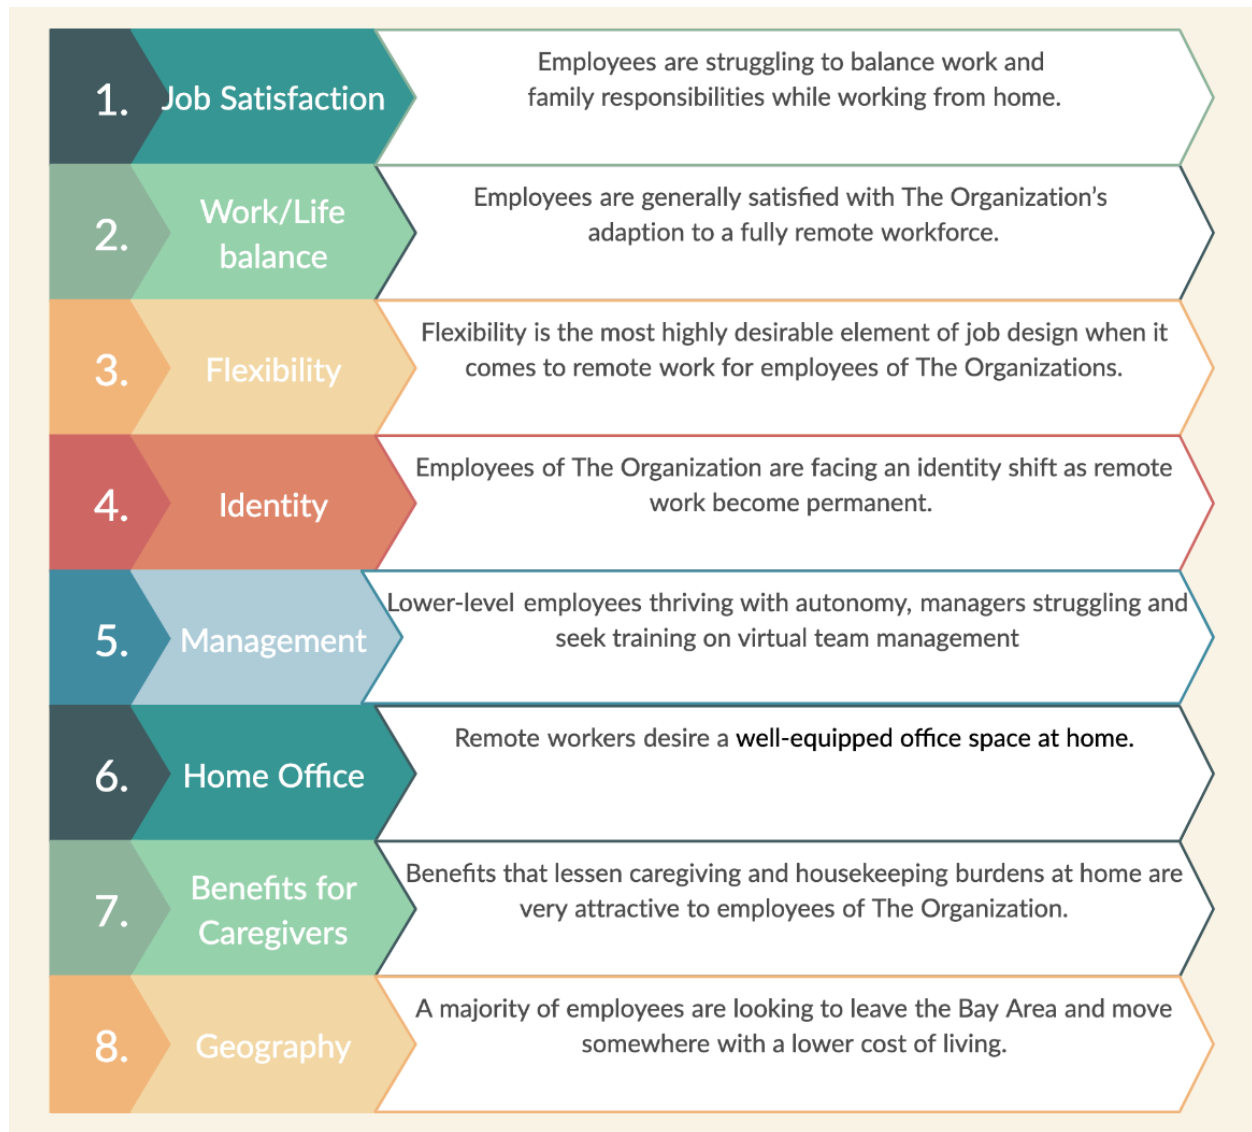 1.
Job Satisfaction
Employees are struggling to balance work and
family responsibilities while working from home.
2.
Work/Life
balance
Employees are generally satisfied with The Organization’s
adaption to a fully remote workforce.
3.
Flexibility
Flexibility is the most highly desirable element of job design when it
comes to remote work for employees of The Organizations.
4.
Identity
Employees of The Organization are facing an identity shift as remote
work become permanent.
5.
Management
Lower-level employees thriving with autonomy, managers struggling and
seek training on virtual team management
6.
Home Office
Remote workers desire a well-equipped office space at home.
7.
Benefits for
Caregivers
Benefits that lessen caregiving and housekeeping burdens at home are
very attractive to employees of The Organization.
8.
Geography
A majority of employees are looking to leave the Bay Area and move
somewhere with a lower cost of living.